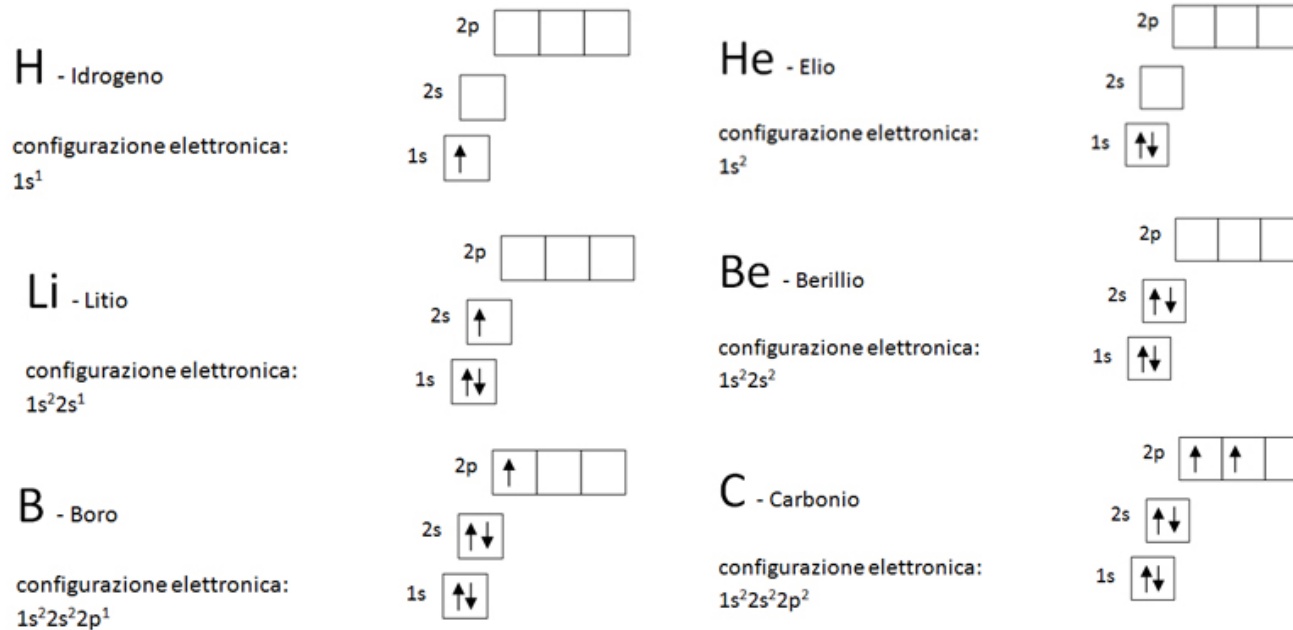 2p
H - Idrogeno
2s
configurazione elettronica:
1s
1s¹
2p
He - Elio
2s
configurazione elettronica:
1s
1s²
2p
Li - Litio
2s
configurazione elettronica:
1s
1s²2s¹
2p
Be - Berillio
2s
configurazione elettronica:
1s
1s²2s²
2p
B - Boro
2s
configurazione elettronica:
1s
1s²2s²2p¹
2p
C - Carbonio
2s
configurazione elettronica:
1s
1s²2s²2p²